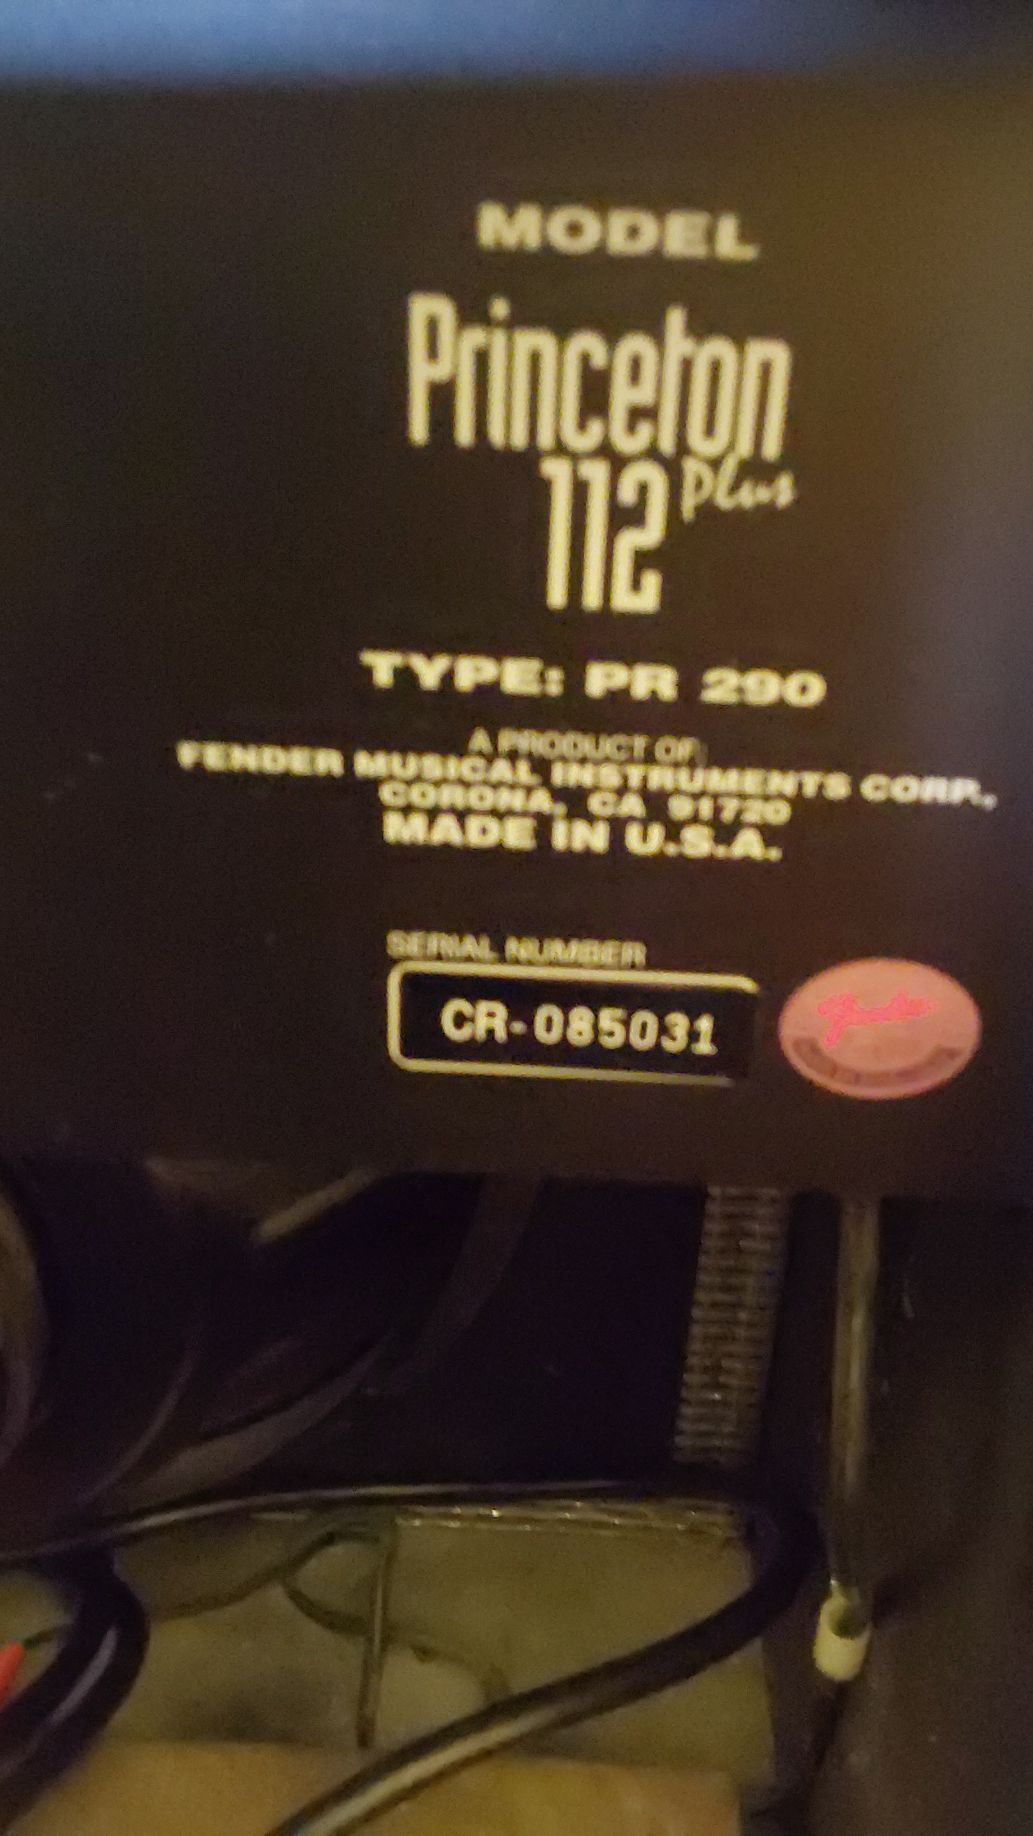 MODEL
Princeton
112 Plus
TYPE: PR 290
A PRODUCT OF:
FENDER MUSICAL INSTRUMENTS CORP.,
CORONA, CA 91720
MADE IN U.S.A.
SERIAL NUMBER
CR-085031
Fender